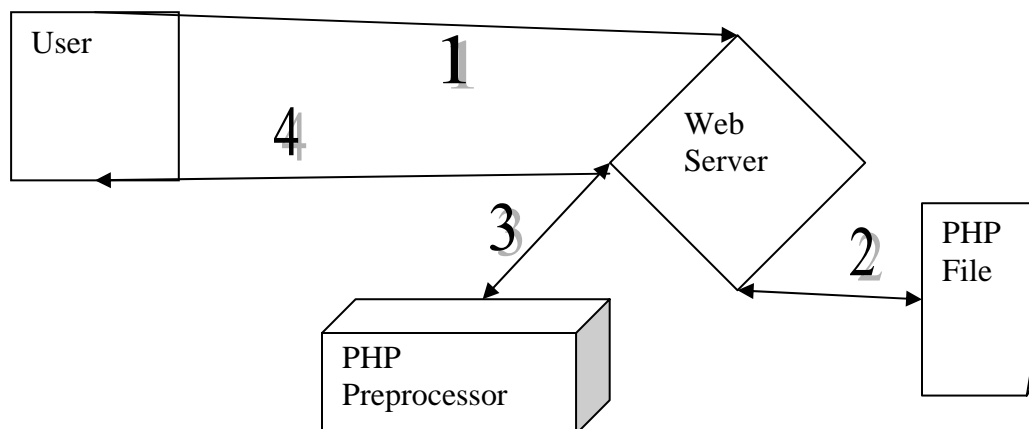 User
1
Web
Server
4
3
2
PHP
File
PHP
Preprocessor